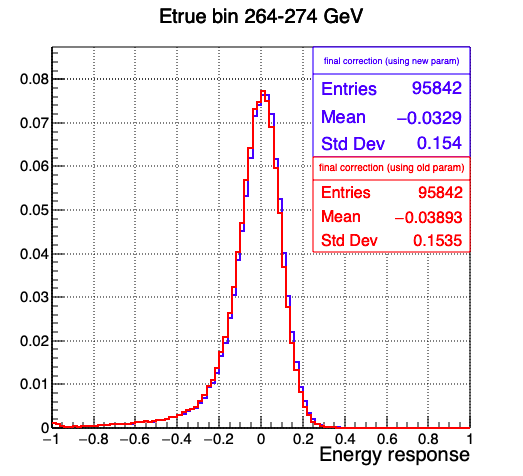 Etrue bin 264-274 GeV
final correction (using new param)
Entries 95842
Mean −0.0329
Std Dev 0.154
final correction (using old param)
Entries 95842
Mean −0.03893
Std Dev 0.1535
0.08
0.07
0.06
0.05
0.04
0.03
0.02
0.01
0
−1 −0.8 −0.6 −0.4 −0.2 0 0.2 0.4 0.6 0.8 1
Energy response